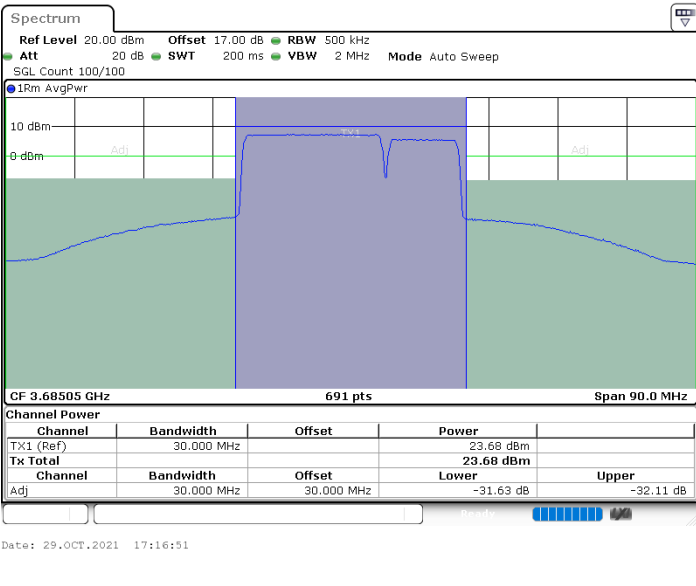 Spectrum
Ref Level 20.00 dBm Offset 17.00 dB RBW 500 kHz
Att 20 dB SWT 200 ms VBW 2 MHz Mode Auto Sweep
SGL Count 100/100
1Rm AvgPwr
10 dBm
TX1
0 dBm
Adj
Adj
CF 3.68505 GHz 691 pts Span 90.0 MHz
Channel Power
Channel Bandwidth Offset Power
TX1 (Ref) 30.000 MHz 23.68 dBm
Tx Total 23.68 dBm
Channel Bandwidth Offset Lower Upper
Adj 30.000 MHz 30.000 MHz -31.63 dB -32.11 dB
Ready
Date: 29.OCT.2021 17:16:51